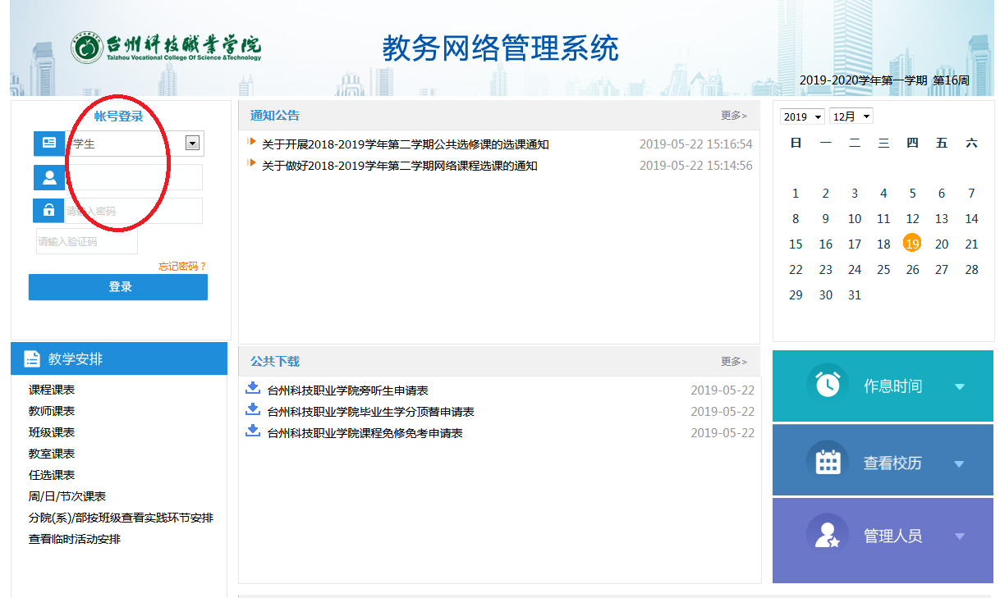 台州科技職業学院
Taizhou Vocational College Of Science &Technology
教务网络管理系统
2019-2020学年第一学期 第16周
帐号登录
学生
请输入密码
请输入验证码
忘记密码？
登录
教学安排
课程课表
教师课表
班级课表
教室课表
任选课表
周/日/节次课表
分院(系)/部按班级查看实践环节安排
查看临时活动安排
通知公告 更多>
关于开展2018-2019学年第二学期公共选修课的选课通知 2019-05-22 15:16:54
关于做好2018-2019学年第二学期网络课程选课的通知 2019-05-22 15:14:56
公共下载 更多>
台州科技职业学院旁听生申请表 2019-05-22
台州科技职业学院毕业生学分顶替申请表 2019-05-22
台州科技职业学院课程免修免考申请表 2019-05-22
2019 12月
日 一 二 三 四 五 六
1 2 3 4 5 6 7
8 9 10 11 12 13 14
15 16 17 18 19 20 21
22 23 24 25 26 27 28
29 30 31
作息时间
查看校历
管理人员